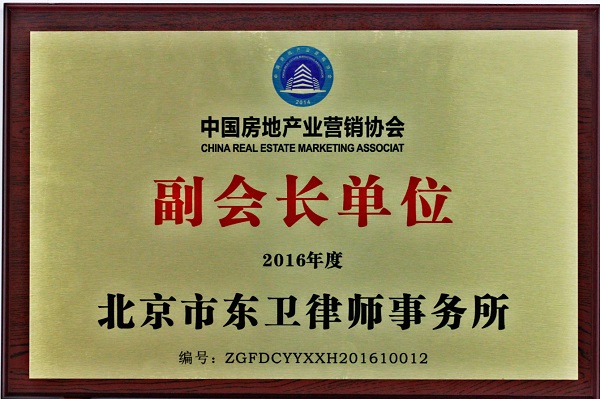 2014
中国房地产业营销协会
CHINA REAL ESTATE MARKETING ASSOCIAT
副会长单位
2016年度
北京市东卫律师事务所
编号：ZGFDCYYXXH201610012